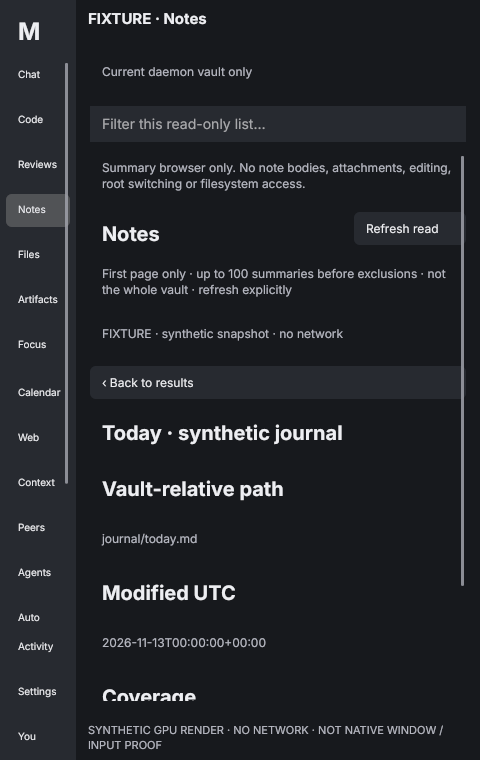 M
Chat
Code
Reviews
Notes
Files
Artifacts
Focus
Calendar
Web
Context
Peers
Agents
Auto
Activity
Settings
You
FIXTURE · Notes
Current daemon vault only
Filter this read-only list...
Summary browser only. No note bodies, attachments, editing,
root switching or filesystem access.
Notes
Refresh read
First page only · up to 100 summaries before exclusions · not
the whole vault · refresh explicitly
FIXTURE · synthetic snapshot · no network
‹ Back to results
Today · synthetic journal
Vault-relative path
journal/today.md
Modified UTC
2026-11-13T00:00:00+00:00
Coverage
SYNTHETIC GPU RENDER · NO NETWORK · NOT NATIVE WINDOW /
INPUT PROOF